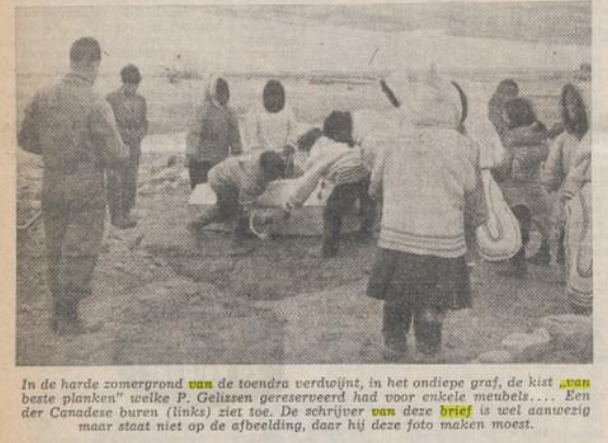 In de harde zomergrond van de toendra verdwijnt, in het ondiepe graf, de kist „van
beste planken” welke P. Gelissen gereserveerd had voor enkele meubels.... Een
der Canadese buren (links) ziet toe. De schrijver van deze brief is wel aanwezig
maar staat niet op de afbeelding, daar hij deze foto maken moest.